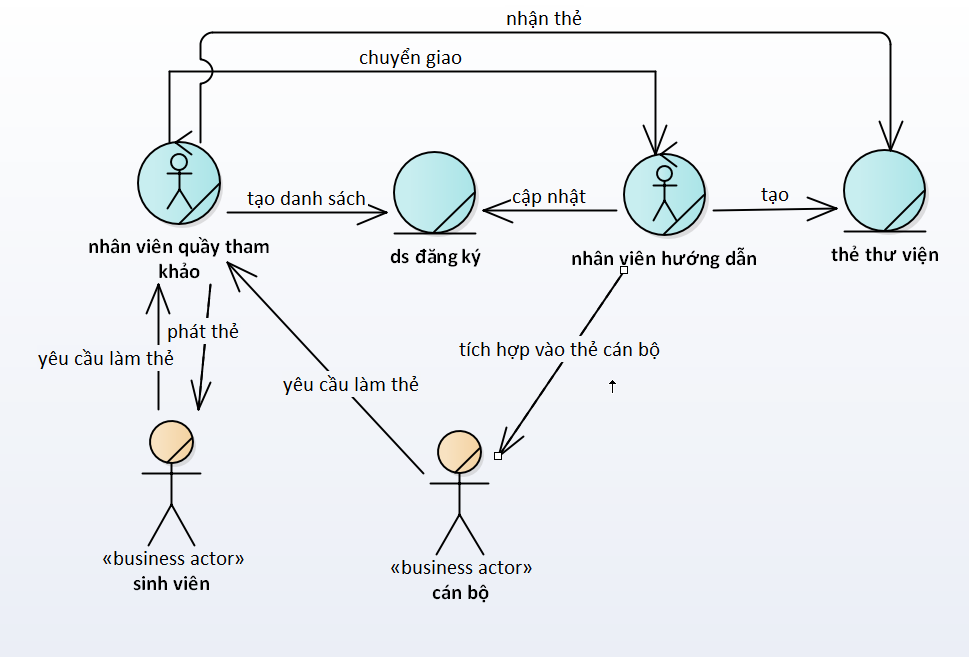 nhận thẻ
chuyển giao
tạo danh sách
cập nhật
tạo
nhân viên quầy tham
khảo
ds đăng ký
nhân viên hướng dẫn
thẻ thư viện
phát thẻ
yêu cầu làm thẻ
tích hợp vào thẻ cán bộ
yêu cầu làm thẻ
«business actor»
sinh viên
«business actor»
cán bộ